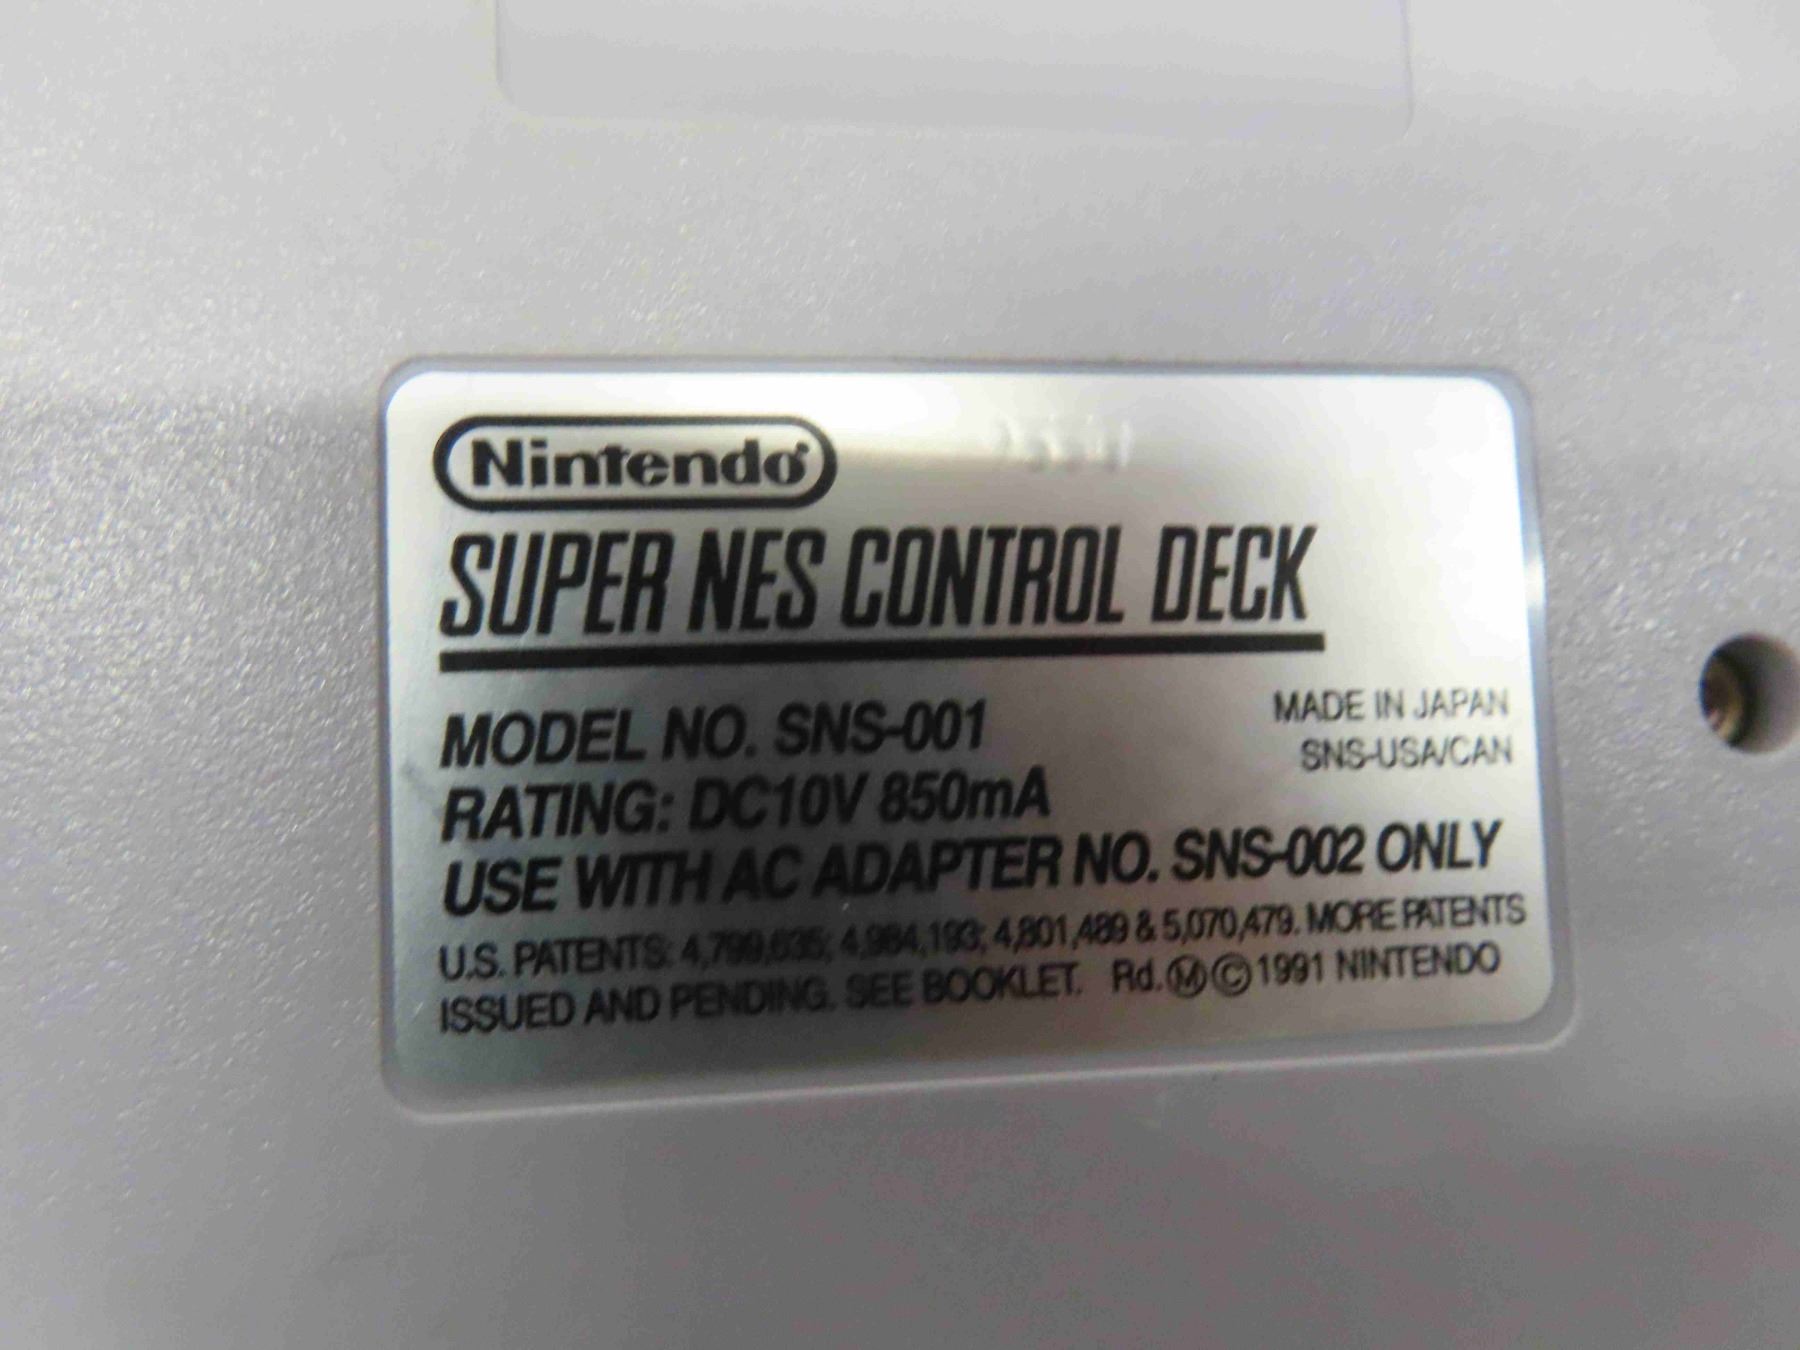 Nintendo
SUPER NES CONTROL DECK
MODEL NO. SNS-001
MADE IN JAPAN
SNS-USA/CAN
RATING: DC10V 850mA
USE WITH AC ADAPTER NO. SNS-002 ONLY
U.S. PATENTS: 4,799,635; 4,984,193; 4,801,489 & 5,070,479. MORE PATENTS
ISSUED AND PENDING. SEE BOOKLET. Rd. Ⓜ © 1991 NINTENDO